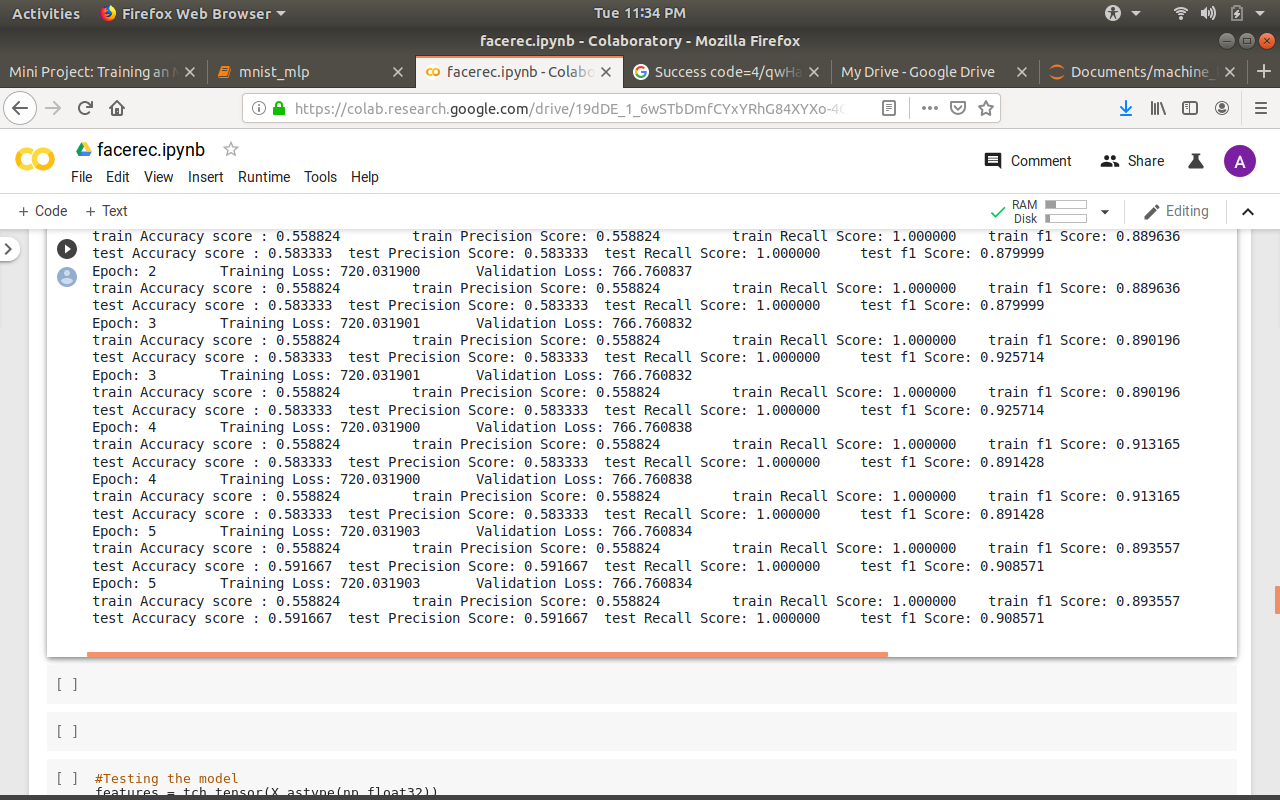 Activities Firefox Web Browser Tue 11:34 PM
facerec.ipynb - Colaboratory - Mozilla Firefox
Mini Project: Training an mnist_mlp facerec.ipynb - Colabo Success code=4/qwHa My Drive - Google Drive Documents/machine_
https://colab.research.google.com/drive/19dDE_1_6wSTbDmfCYxYRhG84XYXo-4
facerec.ipynb
File Edit View Insert Runtime Tools Help
Comment Share A
+ Code + Text RAM Disk Editing
train Accuracy score : 0.558824 train Precision Score: 0.558824 train Recall Score: 1.000000 train f1 Score: 0.889636
test Accuracy score : 0.583333 test Precision Score: 0.583333 test Recall Score: 1.000000 test f1 Score: 0.879999
Epoch: 2 Training Loss: 720.031900 Validation Loss: 766.760837
train Accuracy score : 0.558824 train Precision Score: 0.558824 train Recall Score: 1.000000 train f1 Score: 0.889636
test Accuracy score : 0.583333 test Precision Score: 0.583333 test Recall Score: 1.000000 test f1 Score: 0.879999
Epoch: 3 Training Loss: 720.031901 Validation Loss: 766.760832
train Accuracy score : 0.558824 train Precision Score: 0.558824 train Recall Score: 1.000000 train f1 Score: 0.890196
test Accuracy score : 0.583333 test Precision Score: 0.583333 test Recall Score: 1.000000 test f1 Score: 0.925714
Epoch: 3 Training Loss: 720.031901 Validation Loss: 766.760832
train Accuracy score : 0.558824 train Precision Score: 0.558824 train Recall Score: 1.000000 train f1 Score: 0.890196
test Accuracy score : 0.583333 test Precision Score: 0.583333 test Recall Score: 1.000000 test f1 Score: 0.925714
Epoch: 4 Training Loss: 720.031900 Validation Loss: 766.760838
train Accuracy score : 0.558824 train Precision Score: 0.558824 train Recall Score: 1.000000 train f1 Score: 0.913165
test Accuracy score : 0.583333 test Precision Score: 0.583333 test Recall Score: 1.000000 test f1 Score: 0.891428
Epoch: 4 Training Loss: 720.031900 Validation Loss: 766.760838
train Accuracy score : 0.558824 train Precision Score: 0.558824 train Recall Score: 1.000000 train f1 Score: 0.913165
test Accuracy score : 0.583333 test Precision Score: 0.583333 test Recall Score: 1.000000 test f1 Score: 0.891428
Epoch: 5 Training Loss: 720.031903 Validation Loss: 766.760834
train Accuracy score : 0.558824 train Precision Score: 0.558824 train Recall Score: 1.000000 train f1 Score: 0.893557
test Accuracy score : 0.591667 test Precision Score: 0.591667 test Recall Score: 1.000000 test f1 Score: 0.908571
Epoch: 5 Training Loss: 720.031903 Validation Loss: 766.760834
train Accuracy score : 0.558824 train Precision Score: 0.558824 train Recall Score: 1.000000 train f1 Score: 0.893557
test Accuracy score : 0.591667 test Precision Score: 0.591667 test Recall Score: 1.000000 test f1 Score: 0.908571
[ ]
[ ]
[ ] #Testing the model
features = tch.tensor(X.astype(np.float32))